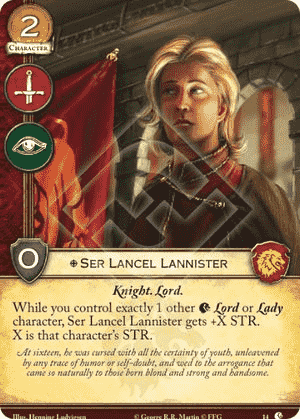 2
CHARACTER
0
SER LANCEL LANNISTER
Knight. Lord.
While you control exactly 1 other Lord or Lady
character, Ser Lancel Lannister gets +X STR.
X is that character's STR.
At sixteen, he was cursed with all the certainty of youth, unleavened
by any trace of humor or self-doubt, and wed to the arrogance that
came so naturally to those born blond and strong and handsome.
Illus. Henning Ludvigsen © George R.R. Martin © FFG 14